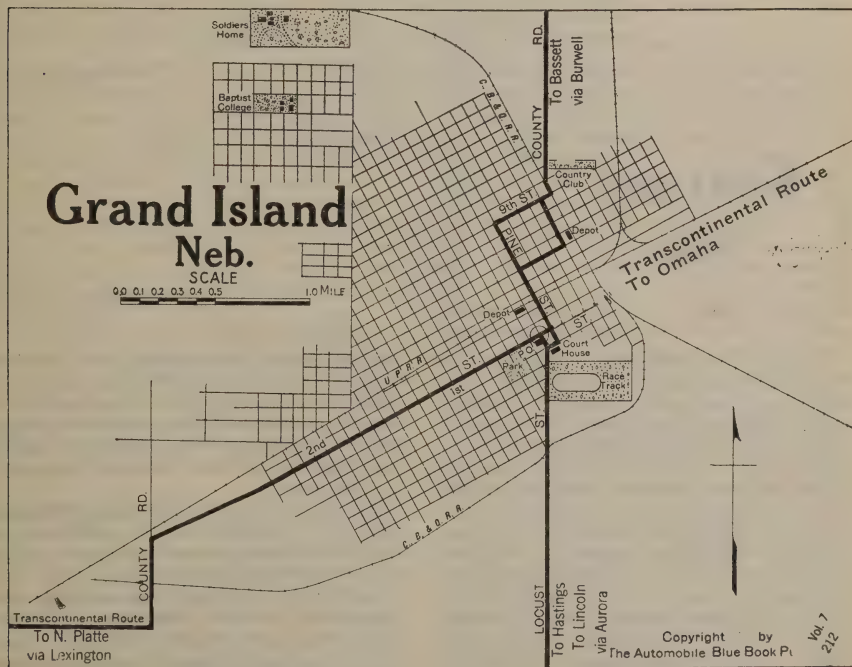 Soldiers
Home
Baptist
College
Grand Island
Neb.
SCALE
0.0 0.1 0.2 0.3 0.4 0.5 1.0 MILE
C. B. & Q. R. R.
COUNTY RD.
To Bassett
via Burwell
Country
Club
9th ST.
PINE ST.
Depot
Transcontinental Route
To Omaha
Depot
U. P. R. R.
2nd ST.
1st ST.
P.O.
Park
Court
House
Race
Track
C. B. & Q. R. R.
COUNTY RD.
LOCUST ST.
Transcontinental Route
To N. Platte
via Lexington
To Hastings
To Lincoln
via Aurora
Copyright by
The Automobile Blue Book
Vol. 7
212